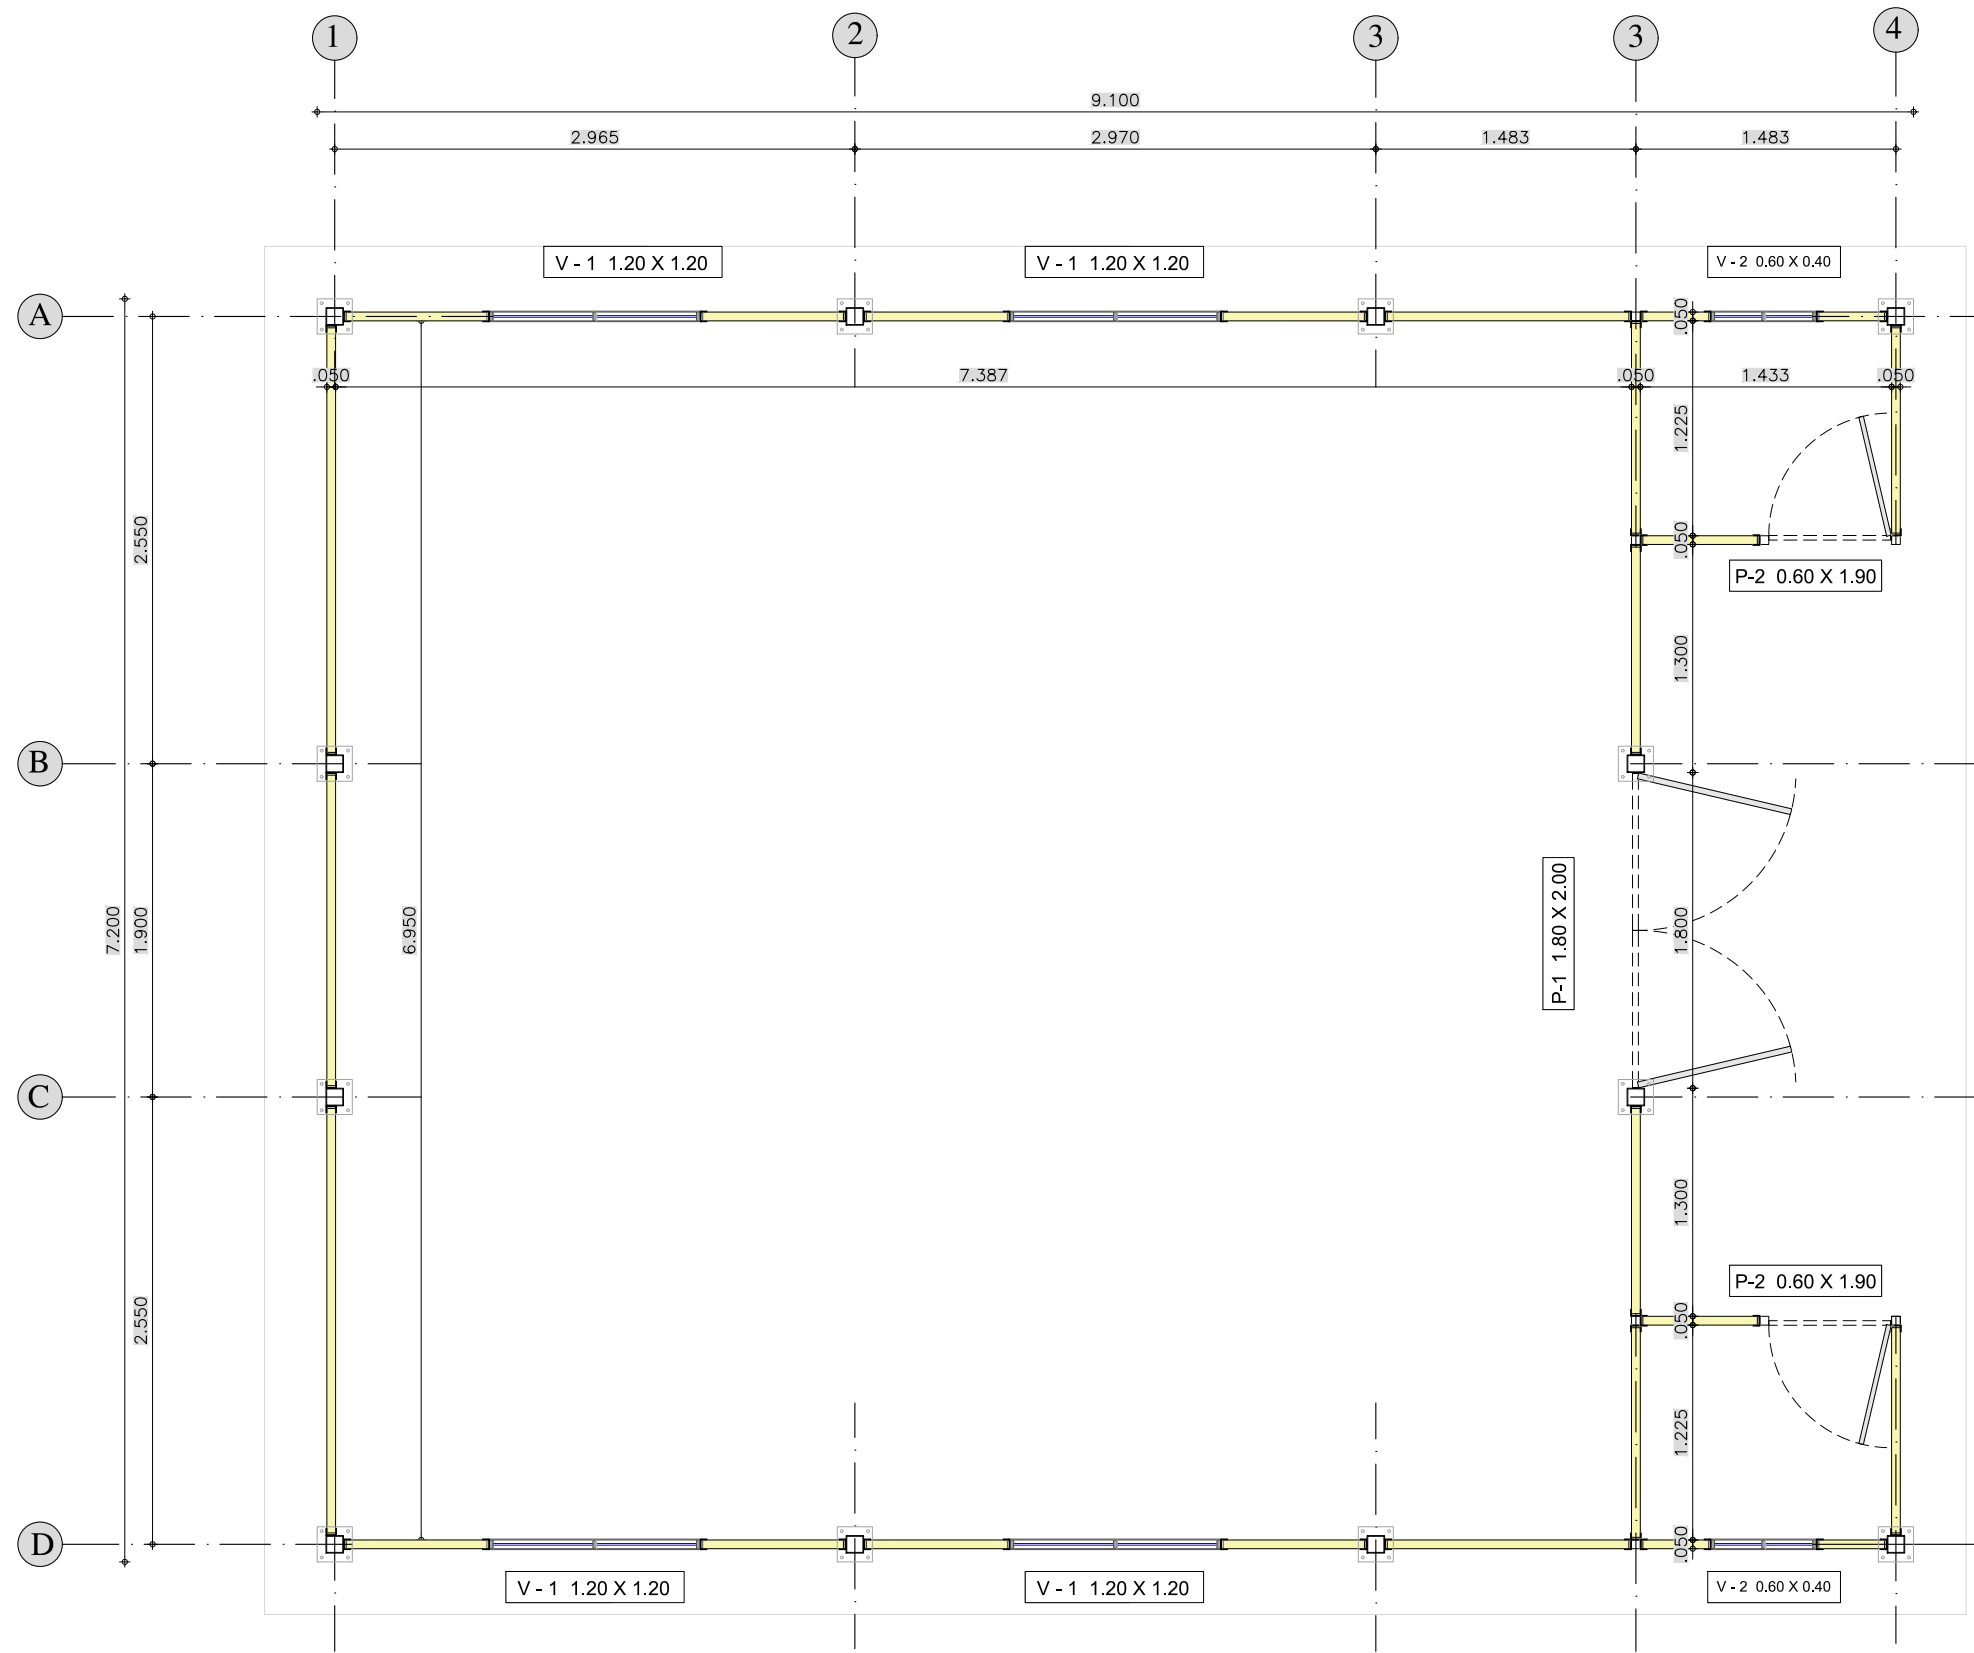 1 2 3 3 4
9.100
2.965 2.970 1.483 1.483
V - 1 1.20 X 1.20
V - 1 1.20 X 1.20
V - 2 0.60 X 0.40
A
.050
.050 7.387 .050 1.433 .050
1.225
2.550
.050
P-2 0.60 X 1.90
1.300
B
7.200
1.900
6.950
P-1 1.80 X 2.00
1.800
C
1.300
P-2 0.60 X 1.90
2.550
.050
1.225
D
.050
V - 1 1.20 X 1.20
V - 1 1.20 X 1.20
V - 2 0.60 X 0.40